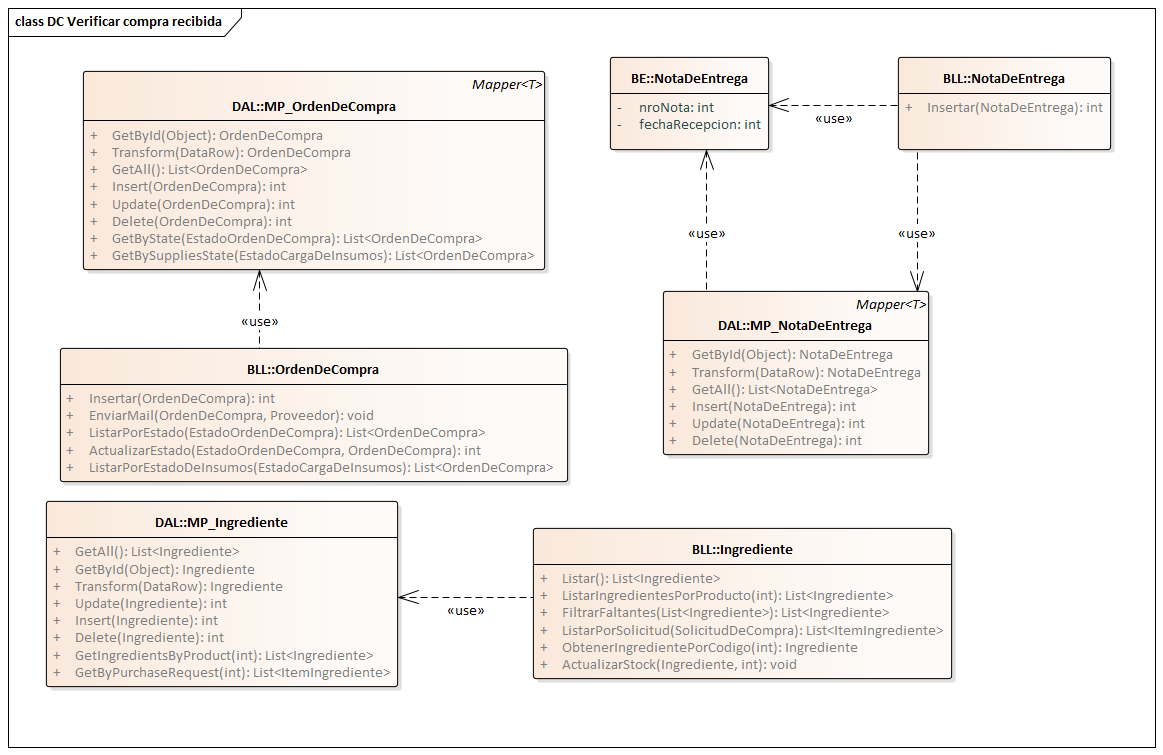 class DC Verificar compra recibida
Mapper<T>
DAL::MP_OrdenDeCompra
+ GetById(Object): OrdenDeCompra
+ Transform(DataRow): OrdenDeCompra
+ GetAll(): List<OrdenDeCompra>
+ Insert(OrdenDeCompra): int
+ Update(OrdenDeCompra): int
+ Delete(OrdenDeCompra): int
+ GetByState(EstadoOrdenDeCompra): List<OrdenDeCompra>
+ GetBySuppliesState(EstadoCargaDeInsumos): List<OrdenDeCompra>
«use»
BLL::OrdenDeCompra
+ Insertar(OrdenDeCompra): int
+ EnviarMail(OrdenDeCompra, Proveedor): void
+ ListarPorEstado(EstadoOrdenDeCompra): List<OrdenDeCompra>
+ ActualizarEstado(EstadoOrdenDeCompra, OrdenDeCompra): int
+ ListarPorEstadoDeInsumos(EstadoCargaDeInsumos): List<OrdenDeCompra>
BE::NotaDeEntrega
- nroNota: int
- fechaRecepcion: int
«use»
BLL::NotaDeEntrega
+ Insertar(NotaDeEntrega): int
«use»
«use»
Mapper<T>
DAL::MP_NotaDeEntrega
+ GetById(Object): NotaDeEntrega
+ Transform(DataRow): NotaDeEntrega
+ GetAll(): List<NotaDeEntrega>
+ Insert(NotaDeEntrega): int
+ Update(NotaDeEntrega): int
+ Delete(NotaDeEntrega): int
DAL::MP_Ingrediente
+ GetAll(): List<Ingrediente>
+ GetById(Object): Ingrediente
+ Transform(DataRow): Ingrediente
+ Update(Ingrediente): int
+ Insert(Ingrediente): int
+ Delete(Ingrediente): int
+ GetIngredientsByProduct(int): List<Ingrediente>
+ GetByPurchaseRequest(int): List<ItemIngrediente>
«use»
BLL::Ingrediente
+ Listar(): List<Ingrediente>
+ ListarIngredientesPorProducto(int): List<Ingrediente>
+ FiltrarFaltantes(List<Ingrediente>): List<Ingrediente>
+ ListarPorSolicitud(SolicitudDeCompra): List<ItemIngrediente>
+ ObtenerIngredientePorCodigo(int): Ingrediente
+ ActualizarStock(Ingrediente, int): void